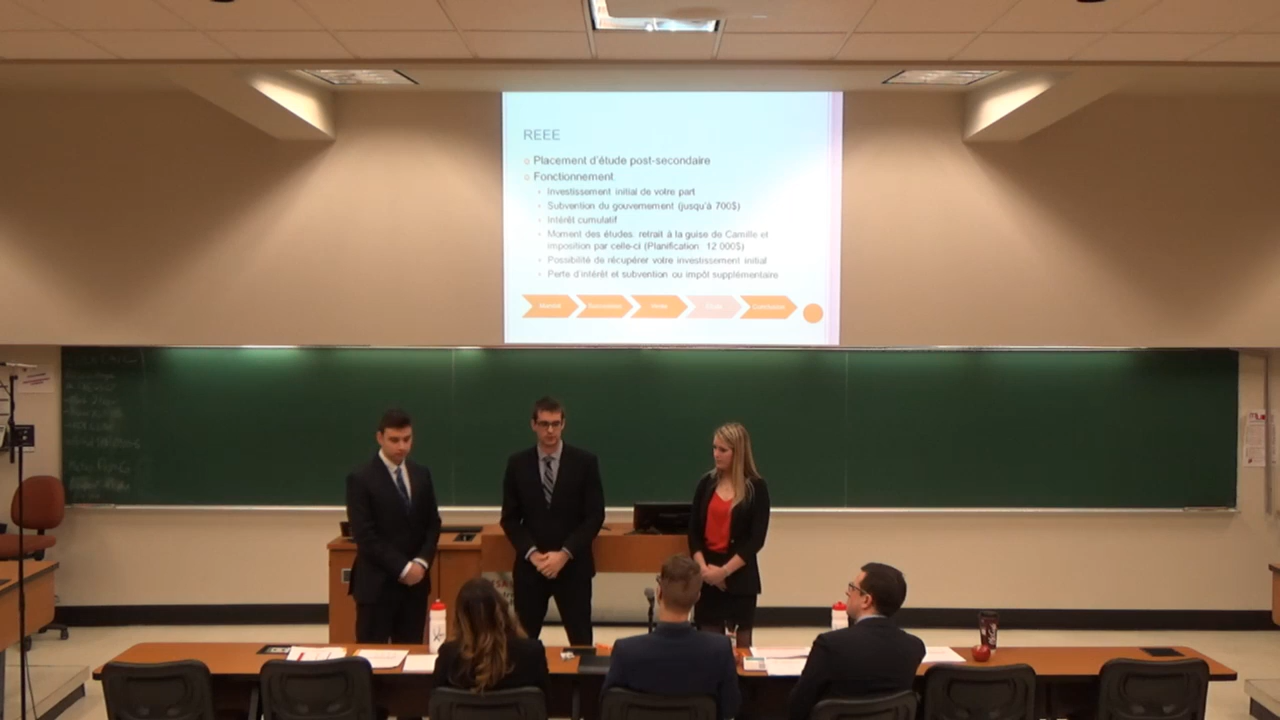 REEE
Placement d'étude post-secondaire
Fonctionnement:
Investissement initial de votre part
Subvention du gouvernement (jusqu'à 700$)
Intérêt cumulatif
Moment des études: retrait à la guise de Camille et
imposition par celle-ci (Planification: 12 000$)
Possibilité de récupérer votre investissement initial
Perte d'intérêt et subvention ou impôt supplémentaire
Conclusion